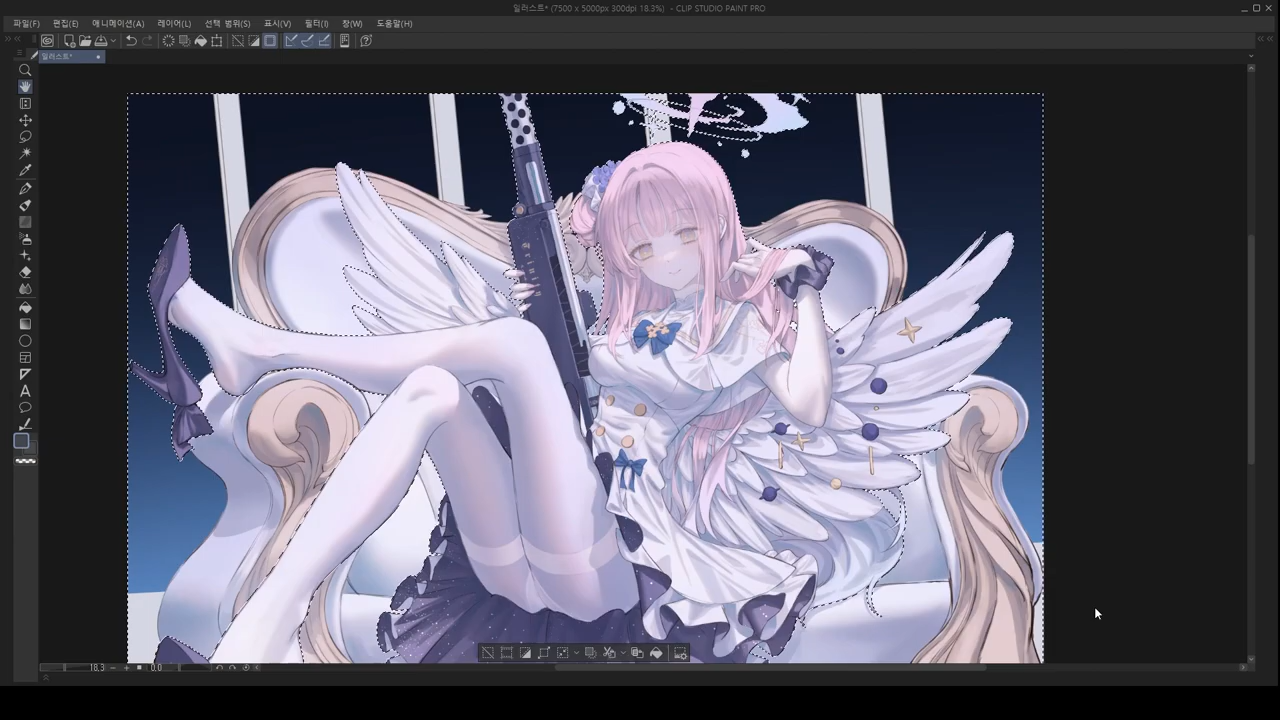 일러스트* (7500 x 5000px 300dpi 18.3%) - CLIP STUDIO PAINT PRO
파일(F) 편집(E) 애니메이션(A) 레이어(L) 선택 범위(S) 표시(V) 필터(I) 창(W) 도움말(H)
일러스트*
Trinity
18.3 0.0